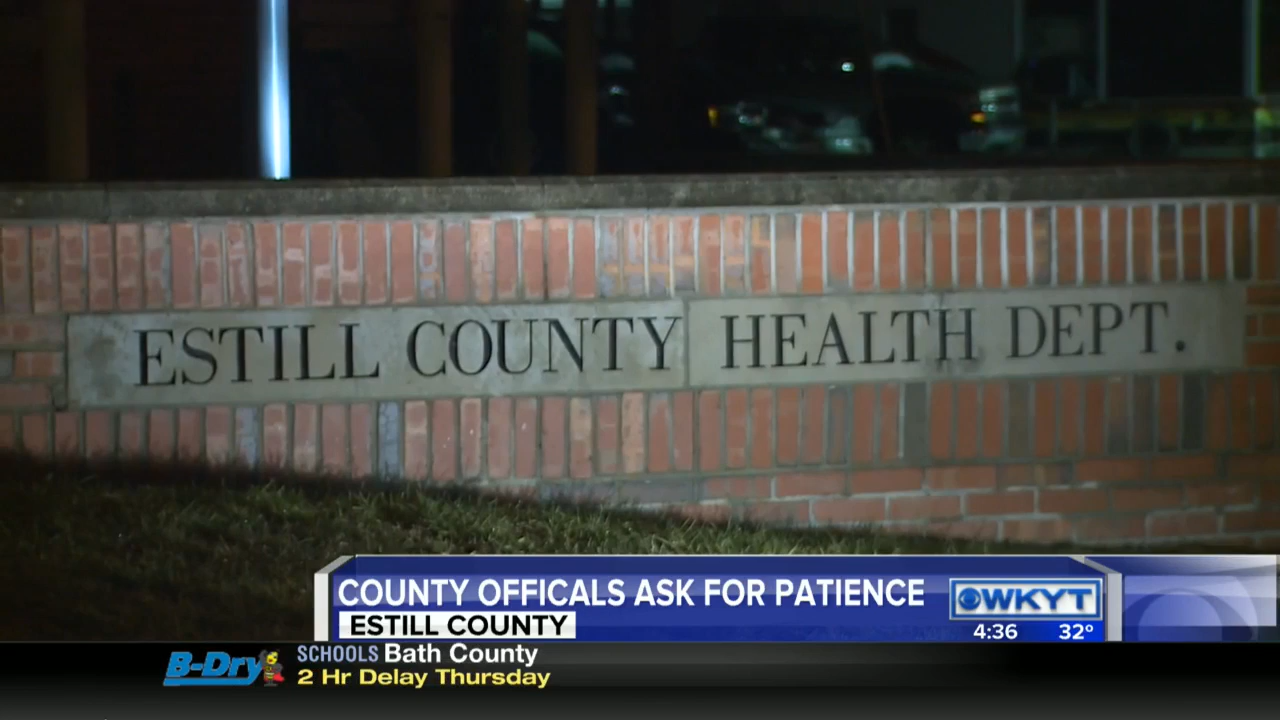 ESTILL COUNTY HEALTH DEPT.
COUNTY OFFICALS ASK FOR PATIENCE
ESTILL COUNTY
WKYT
4:36 32°
B-Dry
SCHOOLS Bath County
2 Hr Delay Thursday